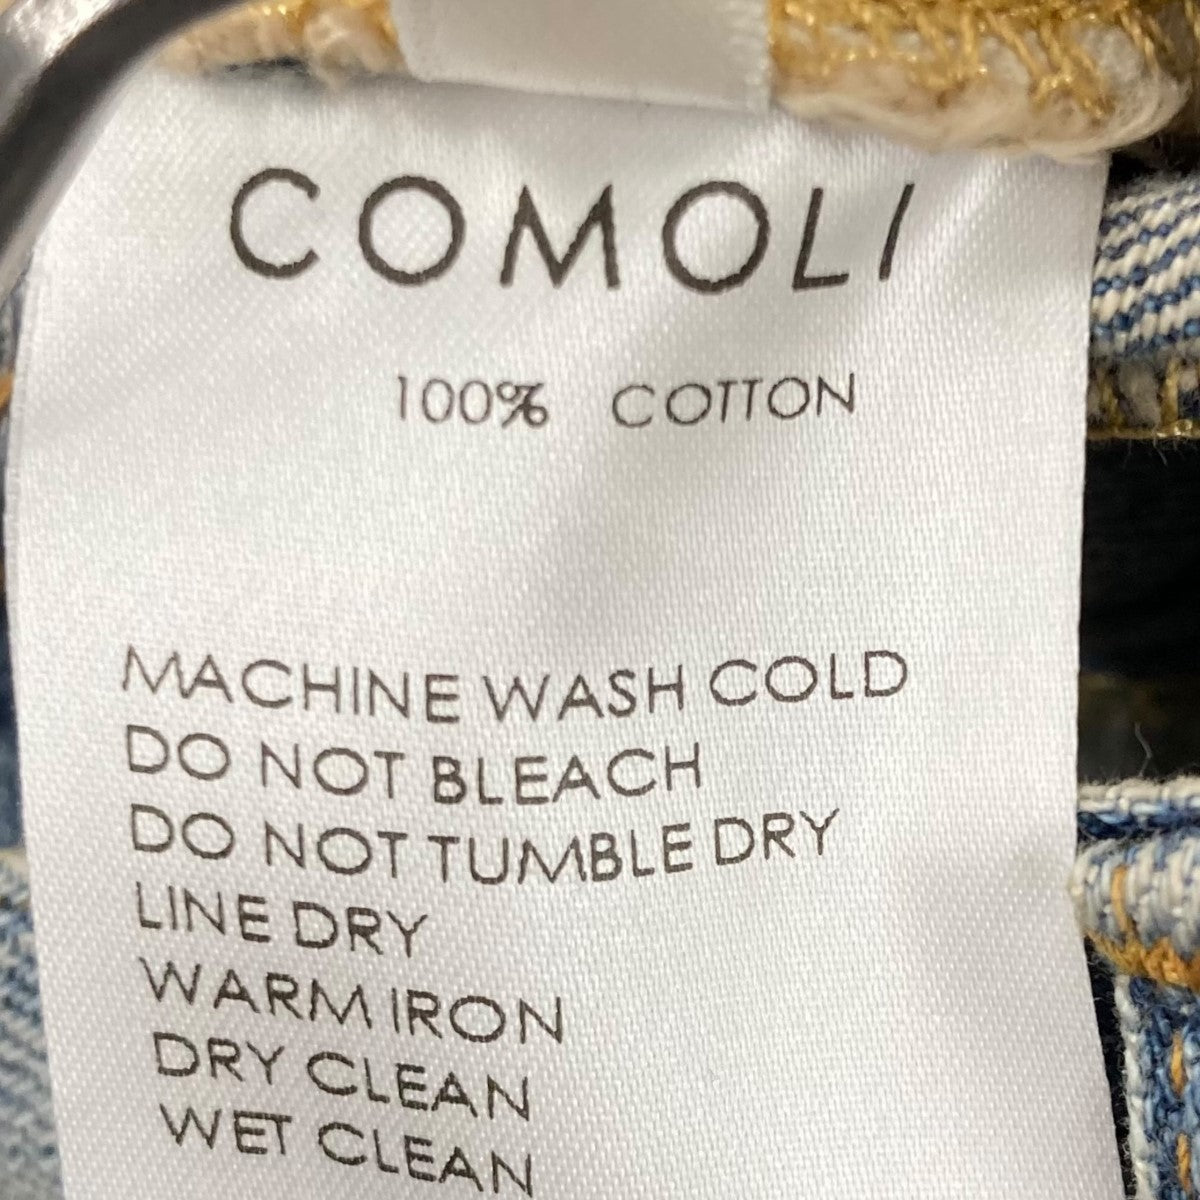 COMOLI
100% COTTON
MACHINE WASH COLD
DO NOT BLEACH
DO NOT TUMBLE DRY
LINE DRY
WARM IRON
DRY CLEAN
WET CLEAN